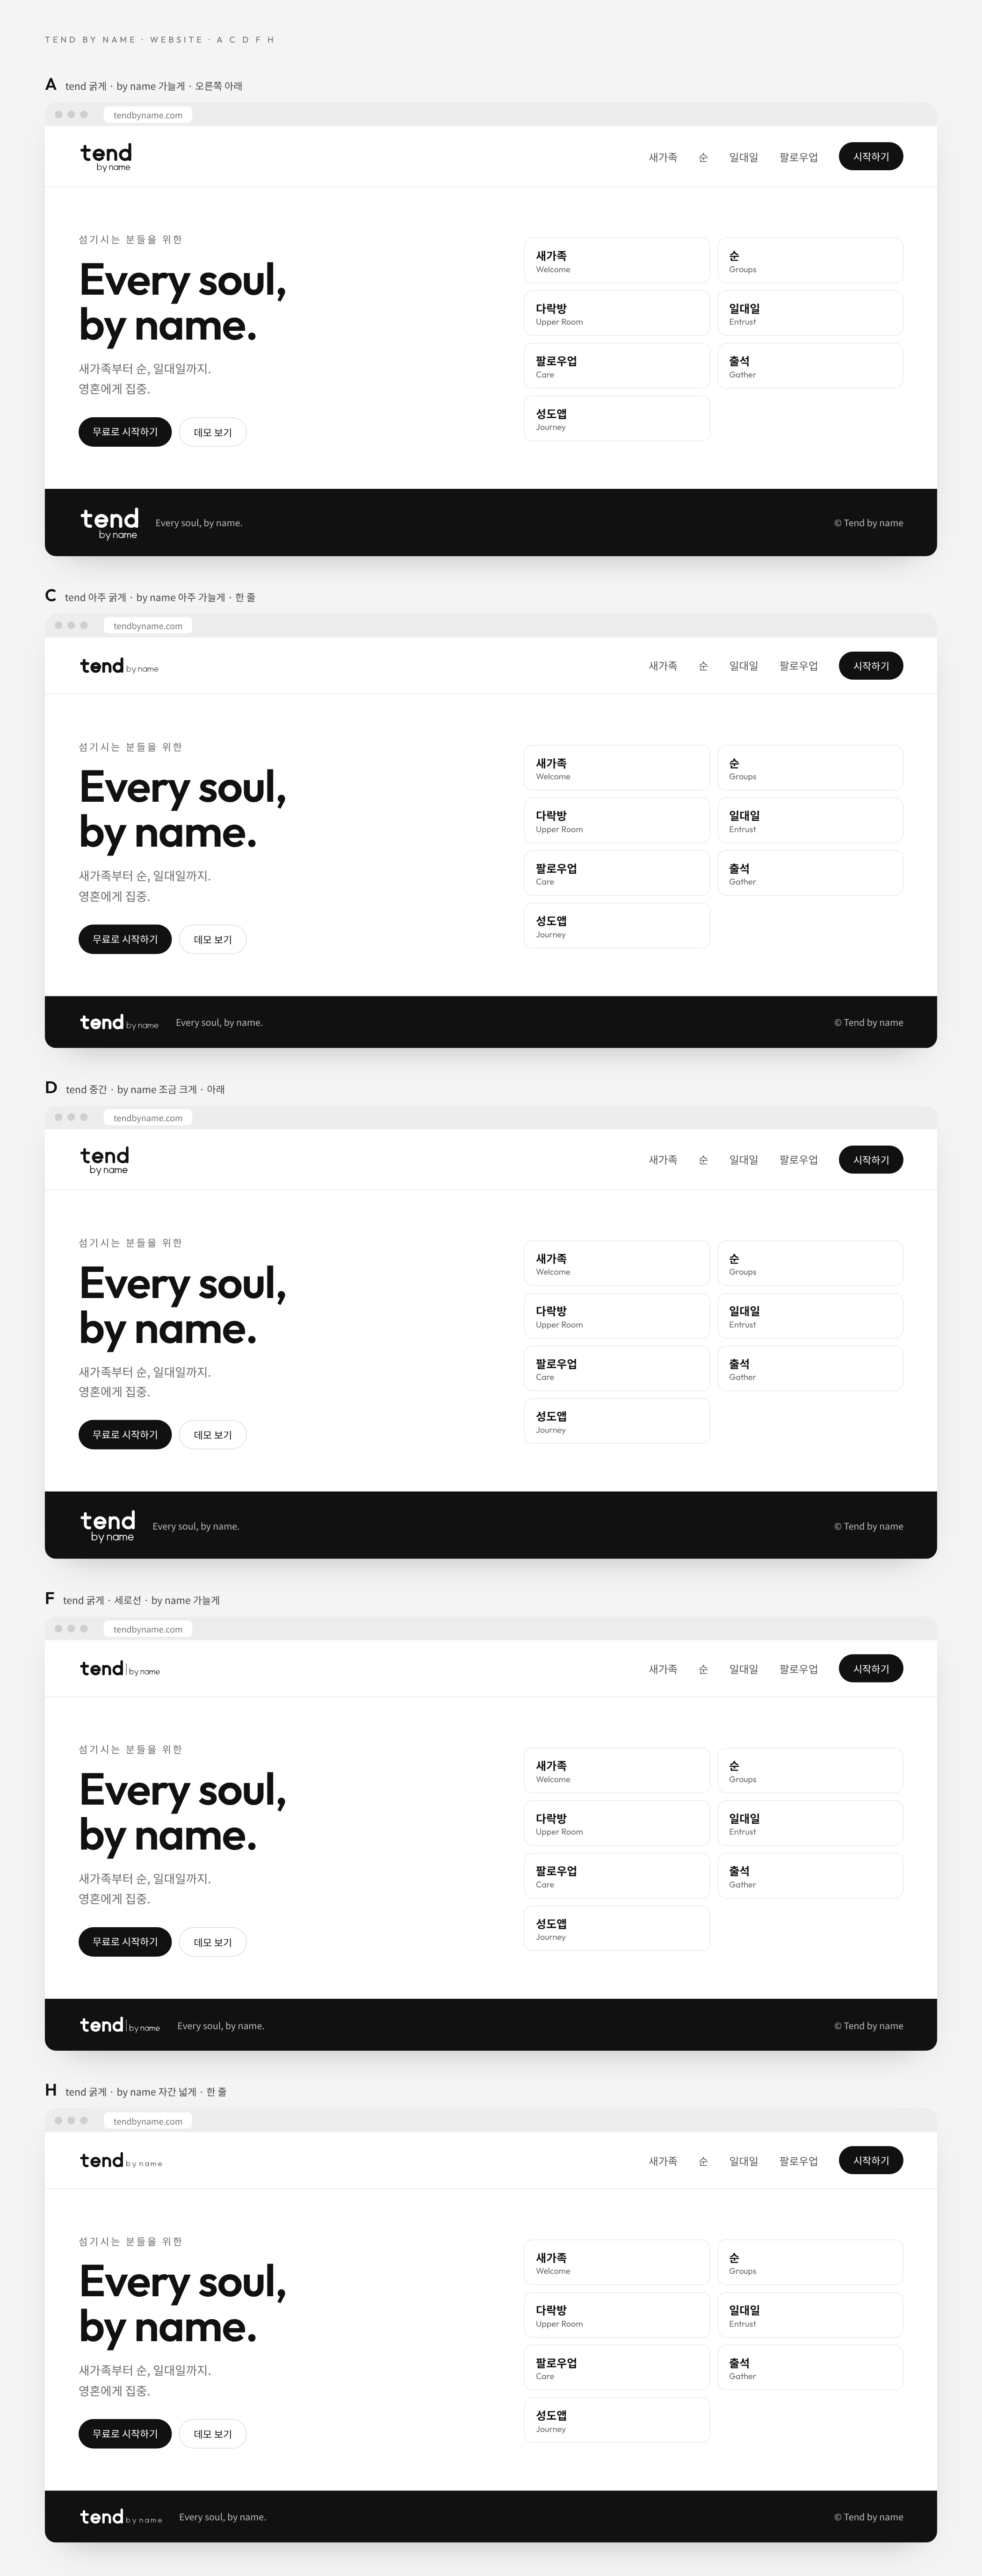 TEND BY NAME · WEBSITE · A C D F H
A tend 굵게 · by name 가늘게 · 오른쪽 아래
tendbyname.com
tend
by name
새가족 순 일대일 팔로우업 시작하기
섬기시는 분들을 위한
Every soul,
by name.
새가족부터 순, 일대일까지.
영혼에게 집중.
무료로 시작하기 데모 보기
새가족
Welcome
순
Groups
다락방
Upper Room
일대일
Entrust
팔로우업
Care
출석
Gather
성도앱
Journey
tend
by name
Every soul, by name.
© Tend by name
C tend 아주 굵게 · by name 아주 가늘게 · 한 줄
tendbyname.com
tend by name
새가족 순 일대일 팔로우업 시작하기
섬기시는 분들을 위한
Every soul,
by name.
새가족부터 순, 일대일까지.
영혼에게 집중.
무료로 시작하기 데모 보기
새가족
Welcome
순
Groups
다락방
Upper Room
일대일
Entrust
팔로우업
Care
출석
Gather
성도앱
Journey
tend by name
Every soul, by name.
© Tend by name
D tend 중간 · by name 조금 크게 · 아래
tendbyname.com
tend
by name
새가족 순 일대일 팔로우업 시작하기
섬기시는 분들을 위한
Every soul,
by name.
새가족부터 순, 일대일까지.
영혼에게 집중.
무료로 시작하기 데모 보기
새가족
Welcome
순
Groups
다락방
Upper Room
일대일
Entrust
팔로우업
Care
출석
Gather
성도앱
Journey
tend
by name
Every soul, by name.
© Tend by name
F tend 굵게 · 세로선 · by name 가늘게
tendbyname.com
tend | by name
새가족 순 일대일 팔로우업 시작하기
섬기시는 분들을 위한
Every soul,
by name.
새가족부터 순, 일대일까지.
영혼에게 집중.
무료로 시작하기 데모 보기
새가족
Welcome
순
Groups
다락방
Upper Room
일대일
Entrust
팔로우업
Care
출석
Gather
성도앱
Journey
tend | by name
Every soul, by name.
© Tend by name
H tend 굵게 · by name 자간 넓게 · 한 줄
tendbyname.com
tend by name
새가족 순 일대일 팔로우업 시작하기
섬기시는 분들을 위한
Every soul,
by name.
새가족부터 순, 일대일까지.
영혼에게 집중.
무료로 시작하기 데모 보기
새가족
Welcome
순
Groups
다락방
Upper Room
일대일
Entrust
팔로우업
Care
출석
Gather
성도앱
Journey
tend by name
Every soul, by name.
© Tend by name